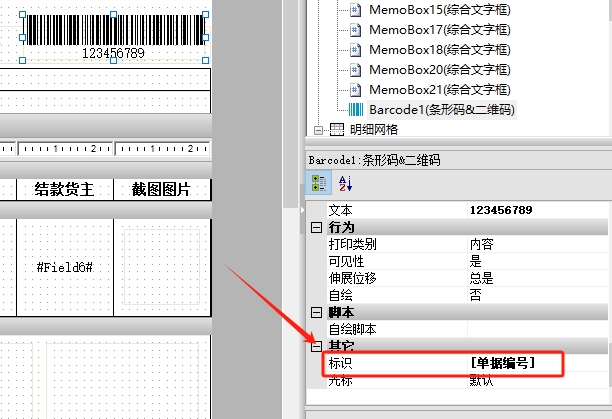 123456789
1 2 1 2
结款货主 截图图片
#Field6#
MemoBox15(综合文字框)
MemoBox17(综合文字框)
MemoBox18(综合文字框)
MemoBox20(综合文字框)
MemoBox21(综合文字框)
Barcode1(条形码&二维码)
明细网格
Barcode1:条形码&二维码
文本 123456789
行为
打印类别 内容
可见性 是
伸展位移 总是
自绘 否
脚本
自绘脚本
其它
标识 [单据编号]
光标 默认